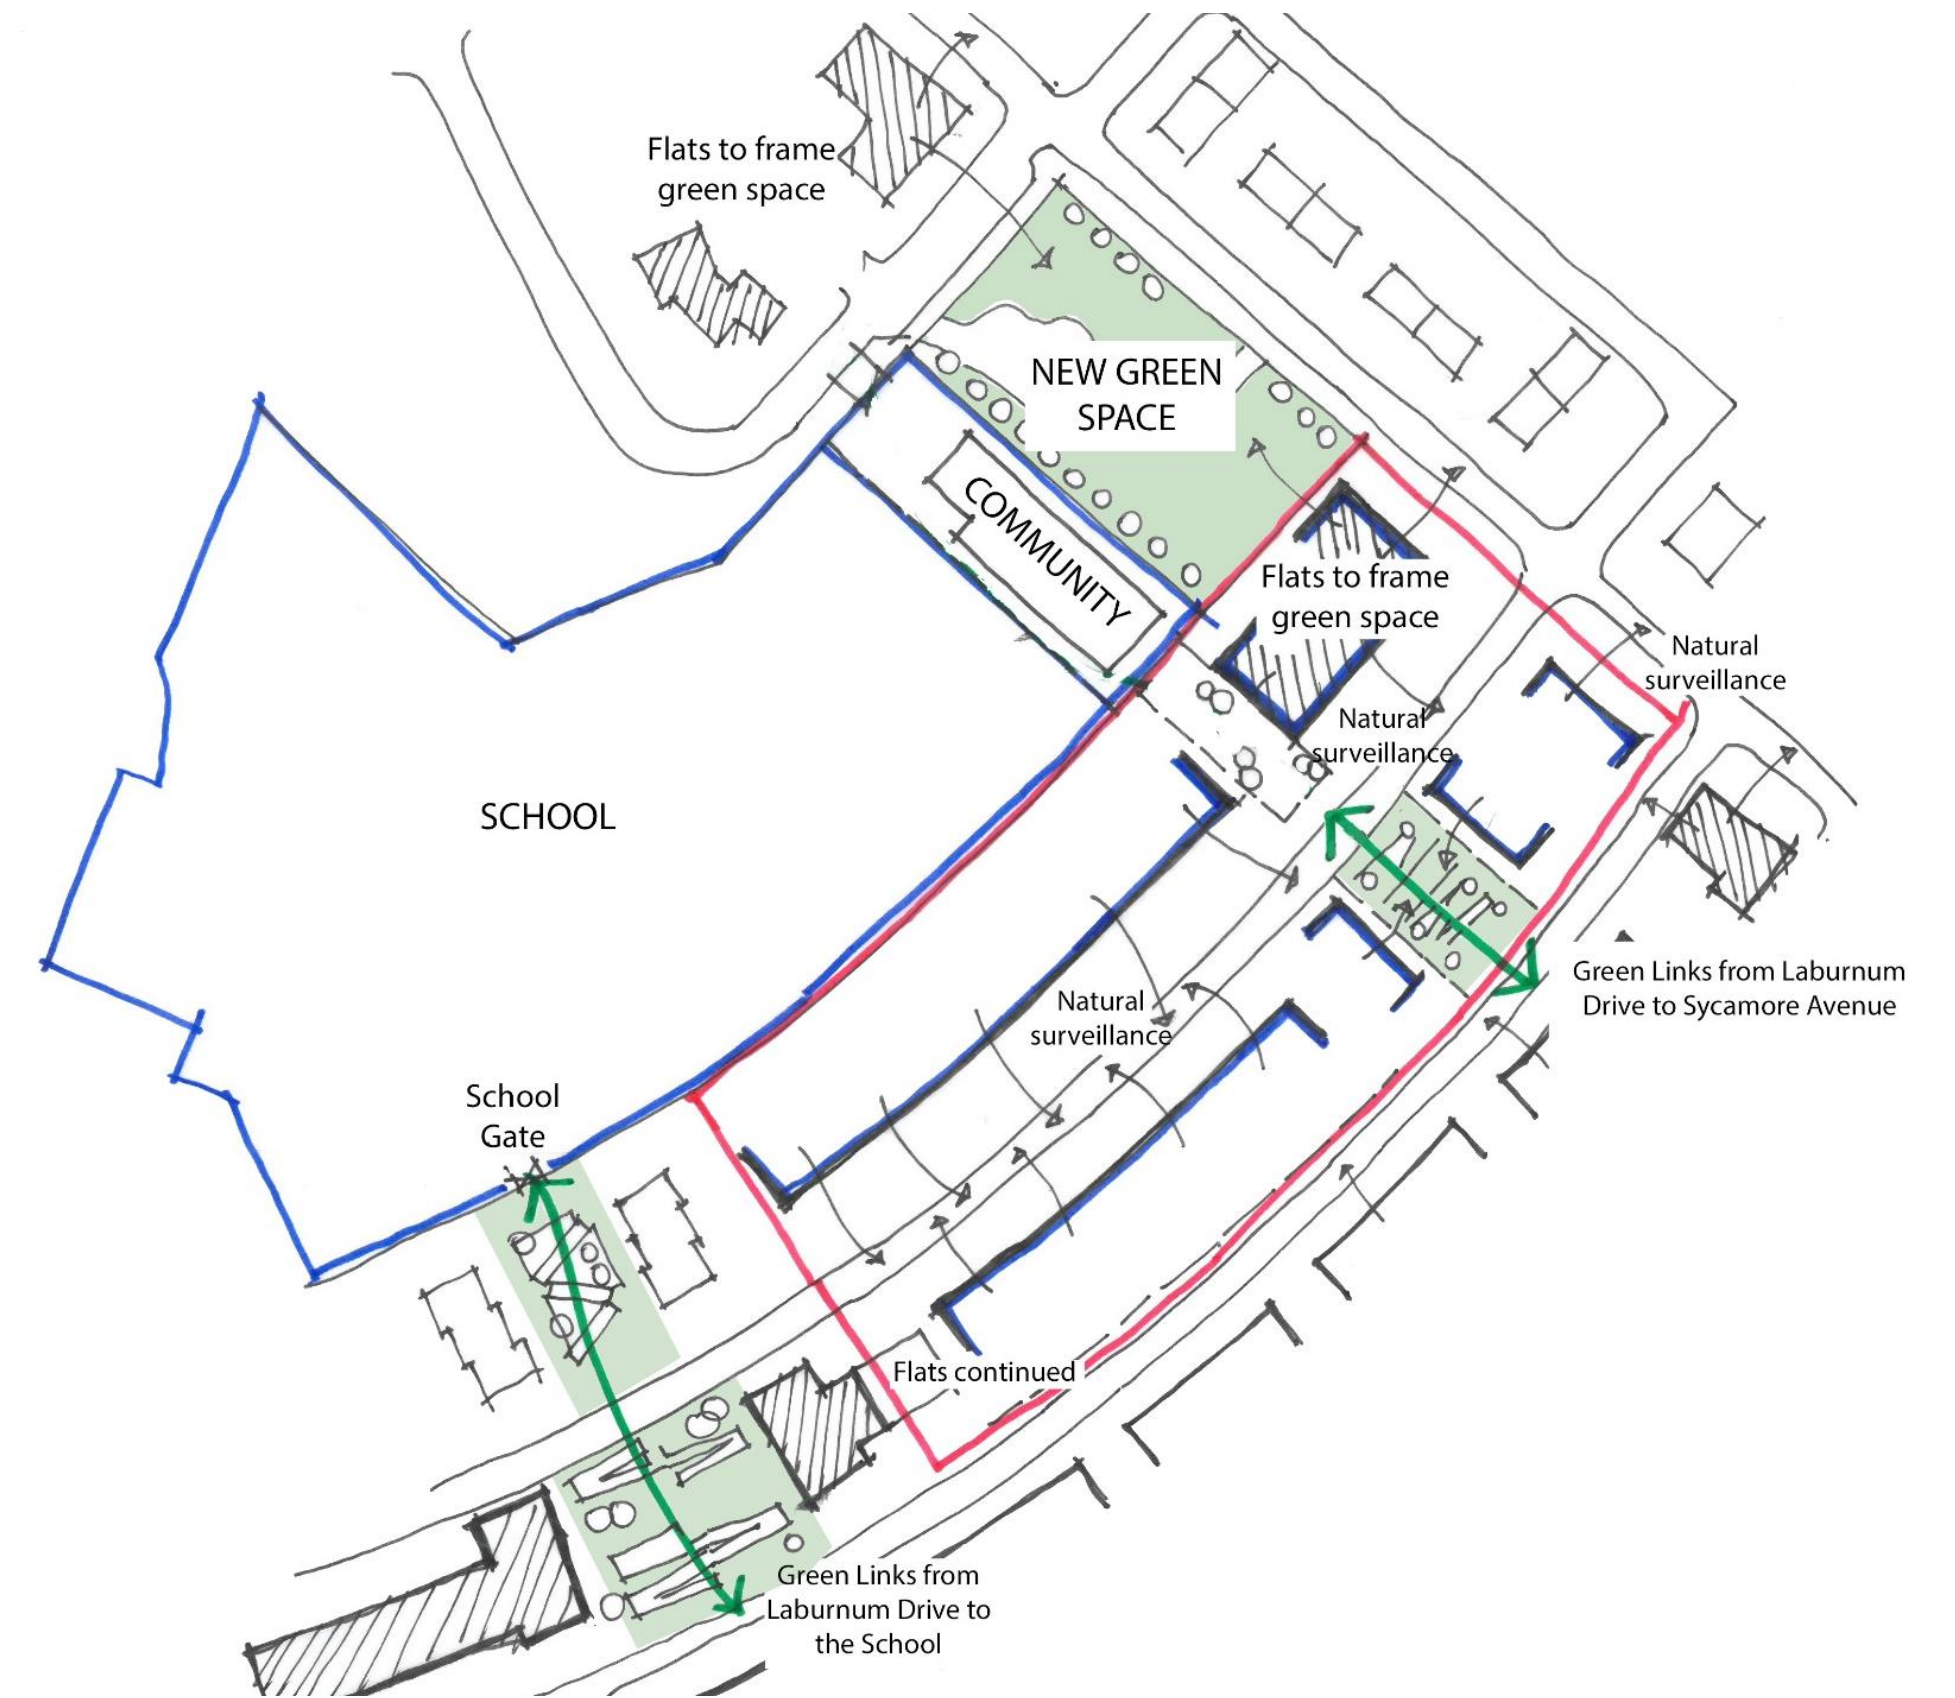 Flats to frame
green space
NEW GREEN
SPACE
COMMUNITY
Flats to frame
green space
Natural
surveillance
Natural
surveillance
SCHOOL
Green Links from Laburnum
Drive to Sycamore Avenue
Natural
surveillance
School
Gate
Flats continued
Green Links from
Laburnum Drive to
the School